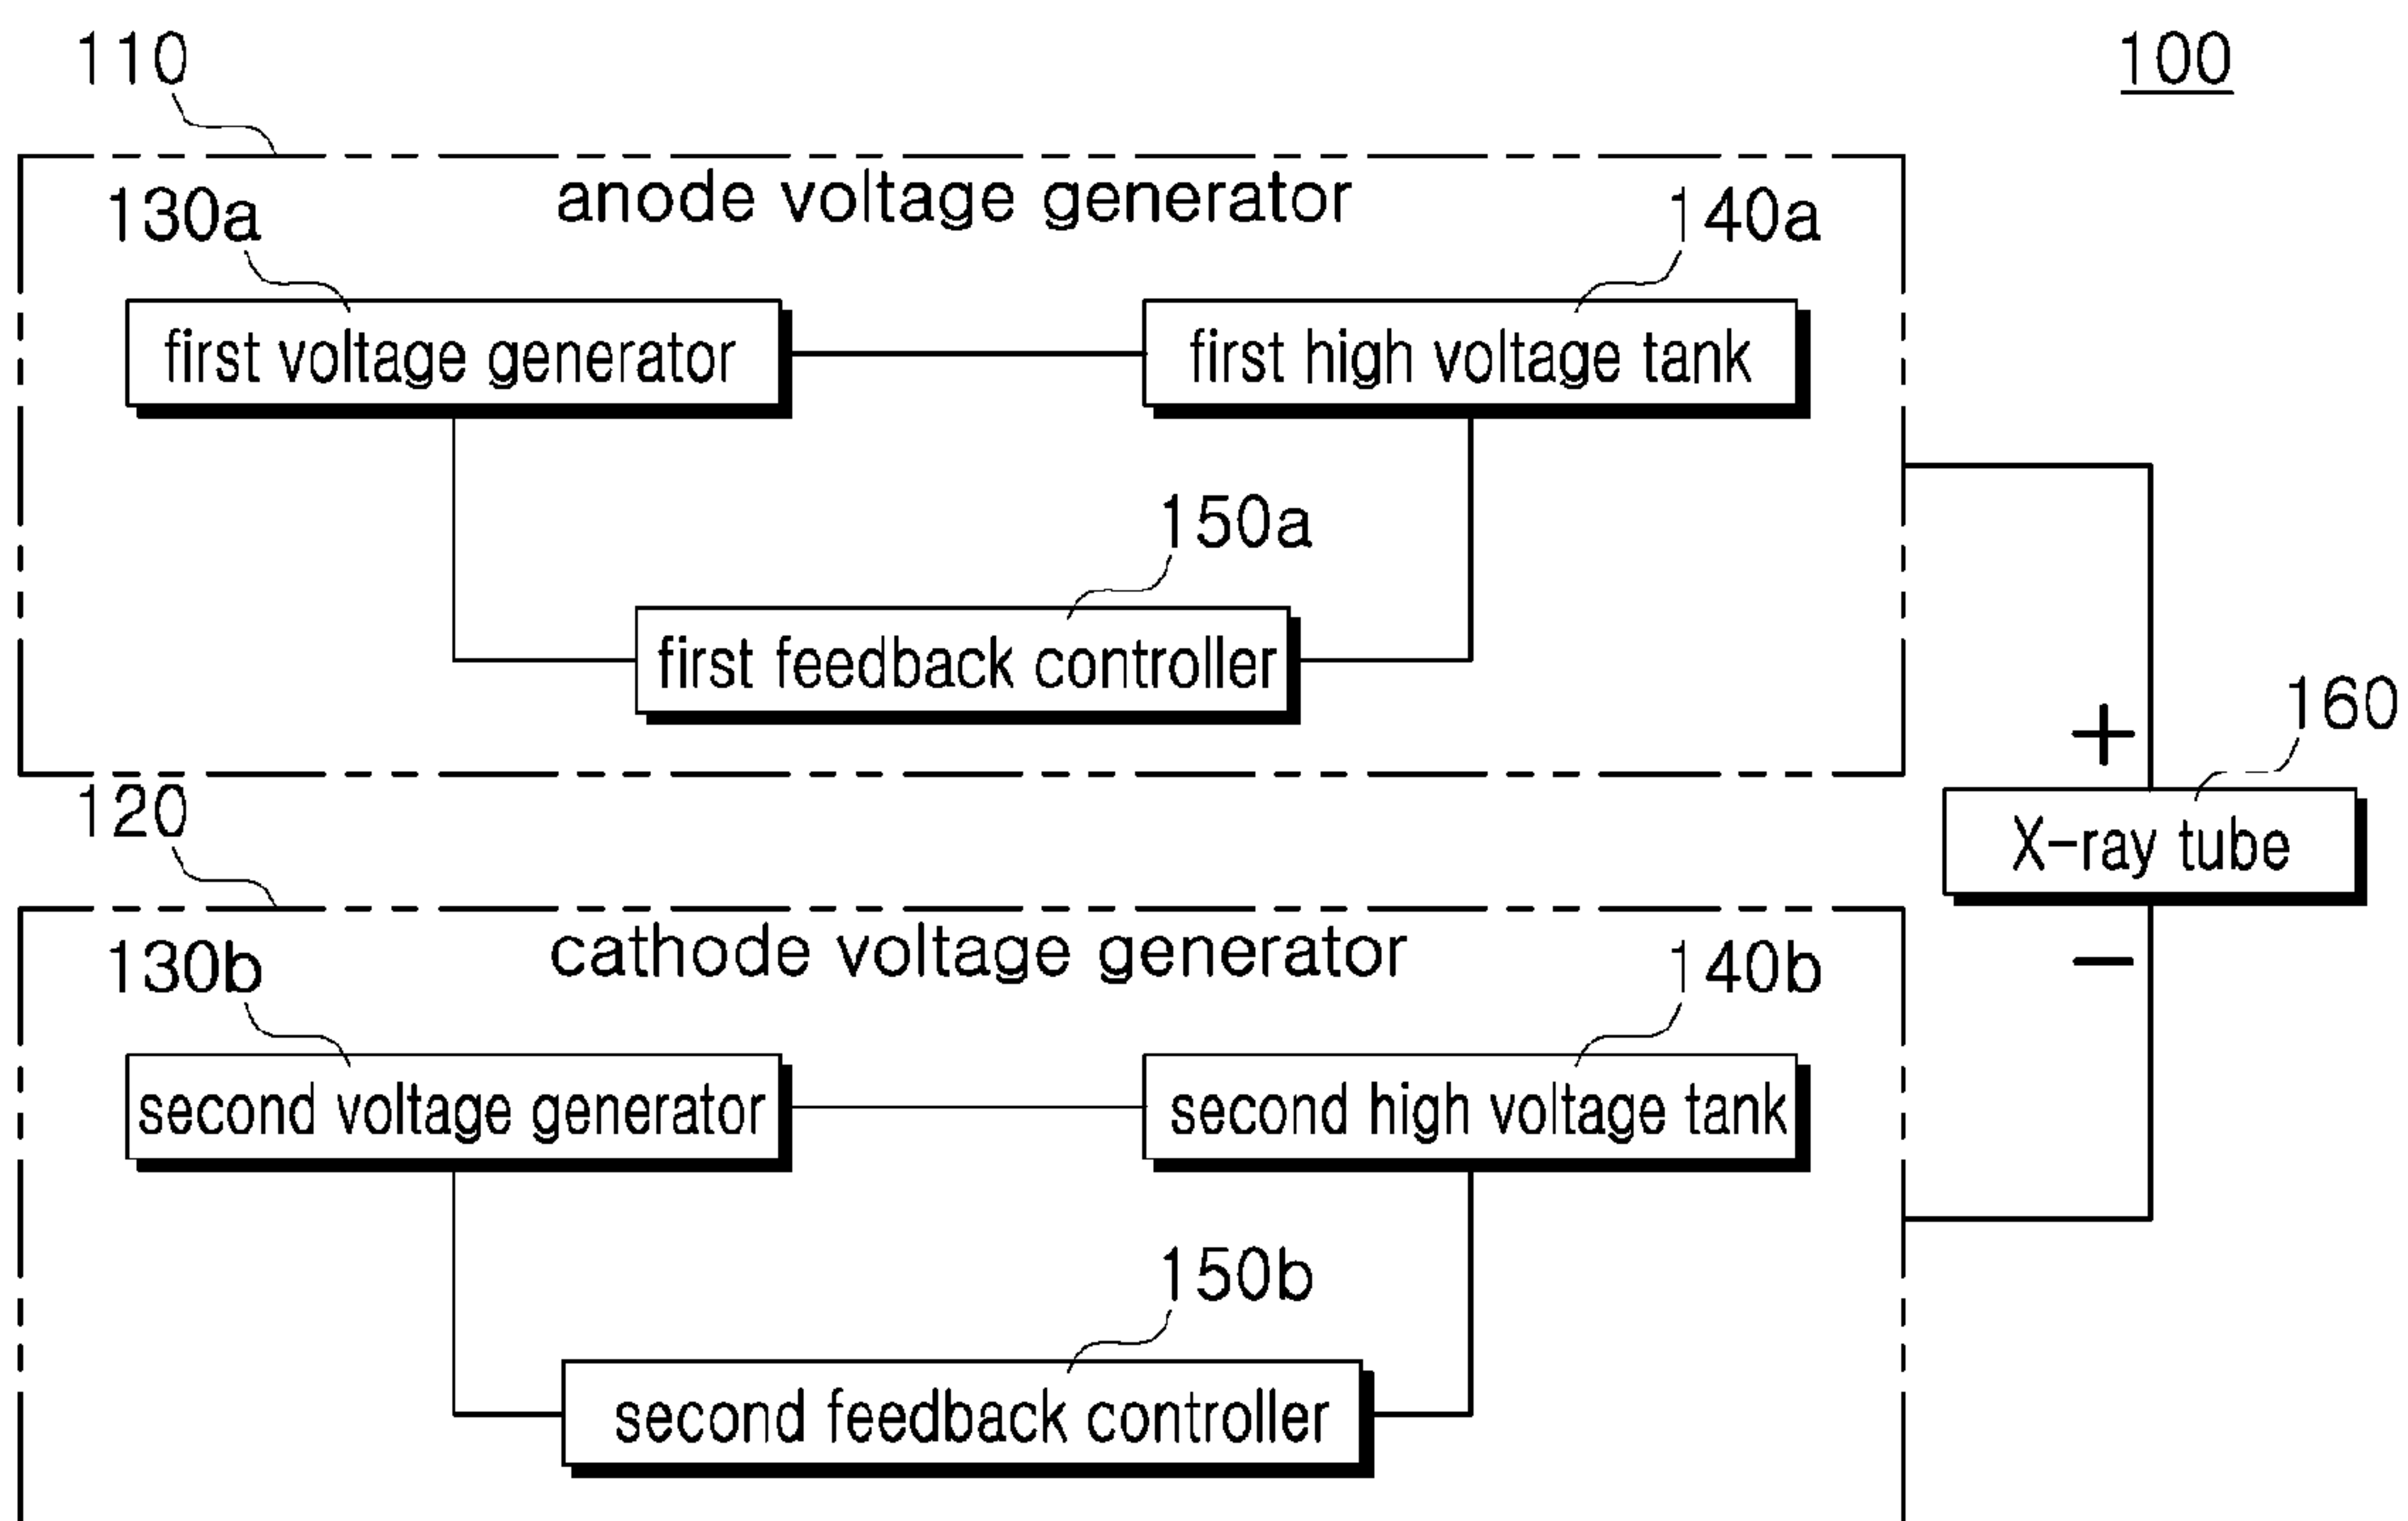 110
100
anode voltage generator
130a
140a
first voltage generator
first high voltage tank
150a
first feedback controller
+
160
X-ray tube
120
cathode voltage generator
−
130b
140b
second voltage generator
second high voltage tank
150b
second feedback controller